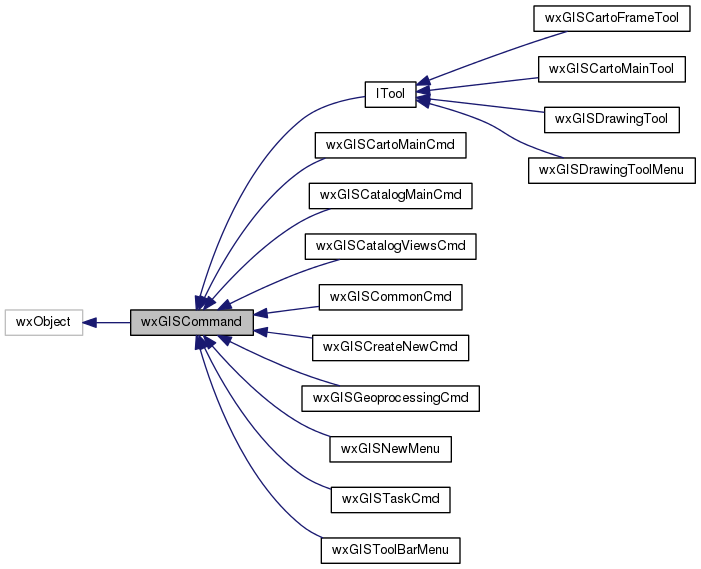 wxGISCartoFrameTool
wxGISCartoMainTool
ITool
wxGISDrawingTool
wxGISCartoMainCmd
wxGISDrawingToolMenu
wxGISCatalogMainCmd
wxGISCatalogViewsCmd
wxGISCommonCmd
wxObject
wxGISCommand
wxGISCreateNewCmd
wxGISGeoprocessingCmd
wxGISNewMenu
wxGISTaskCmd
wxGISToolBarMenu